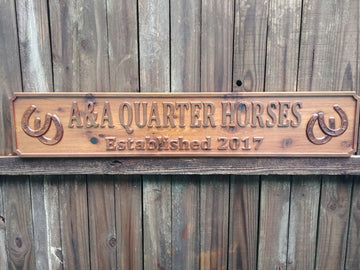 A&A QUARTER HORSES
Established 2017